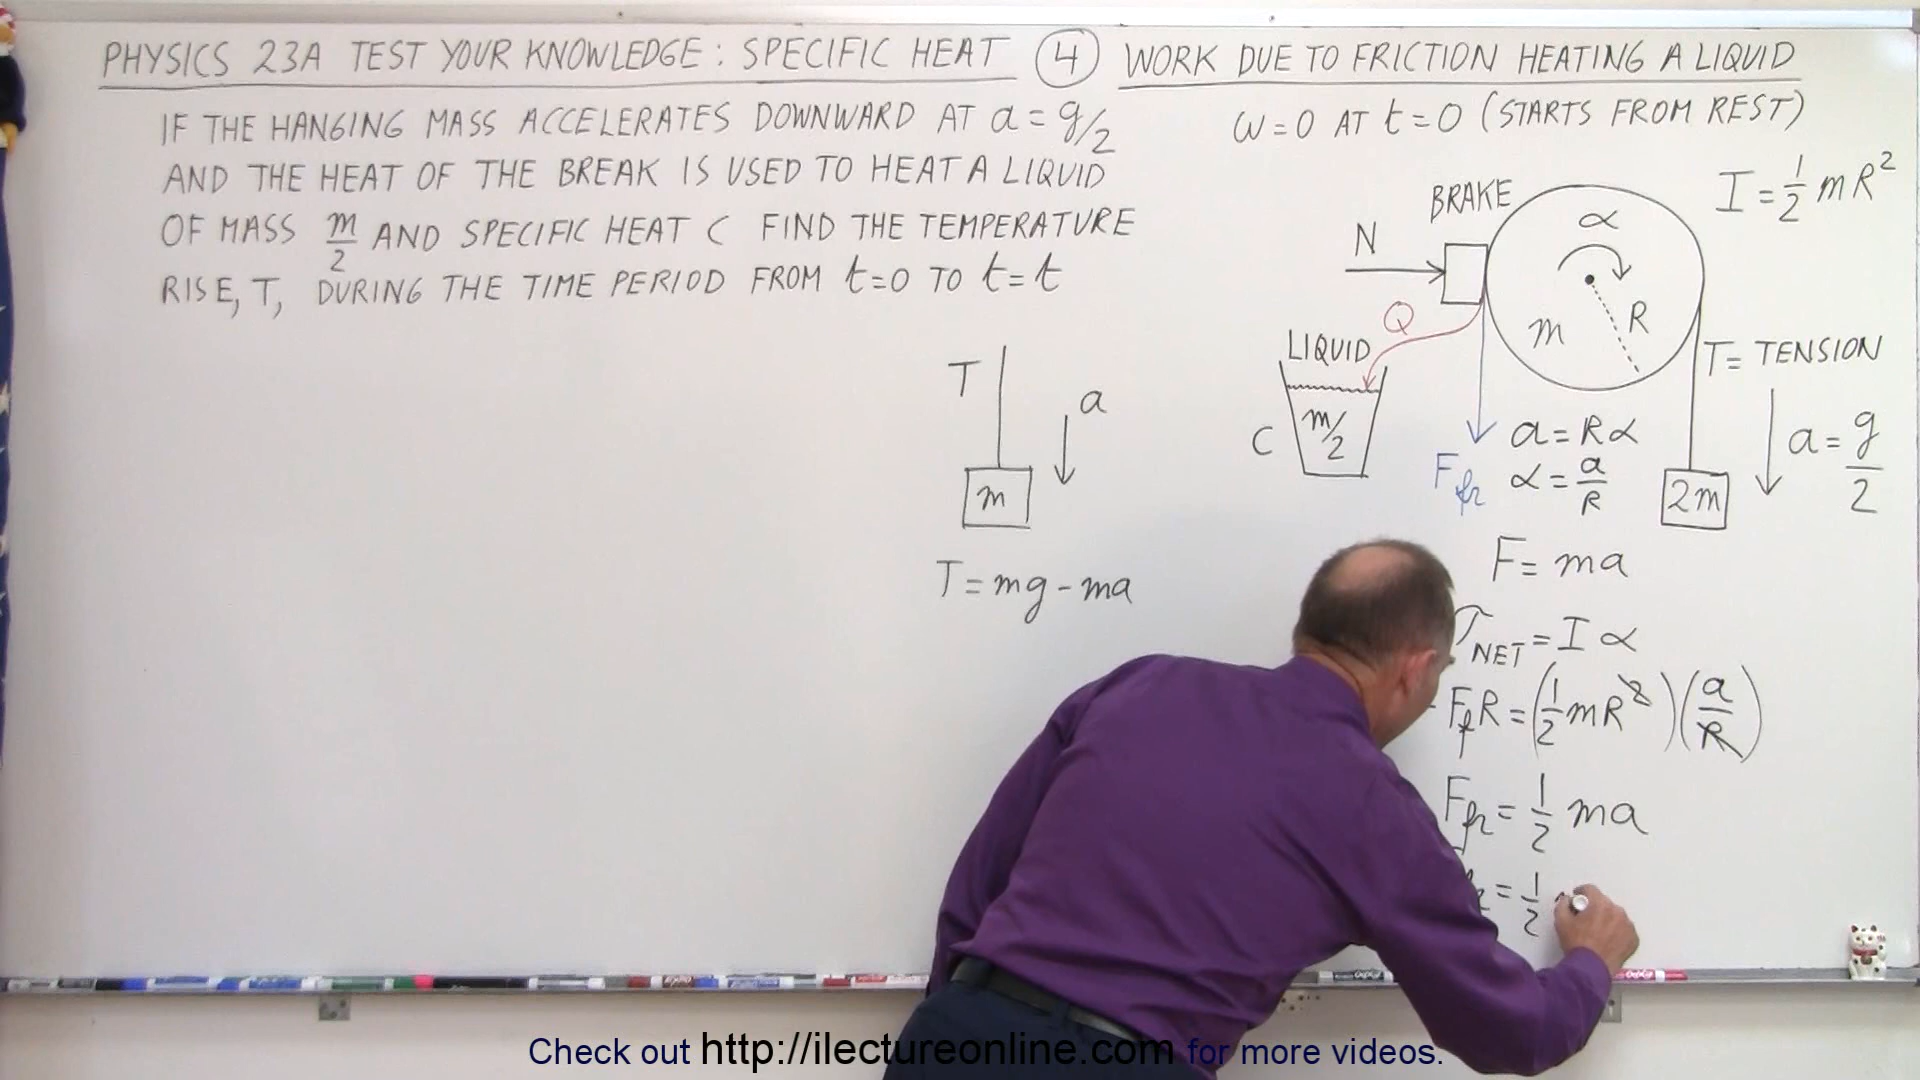 PHYSICS 23A TEST YOUR KNOWLEDGE: SPECIFIC HEAT ④ WORK DUE TO FRICTION HEATING A LIQUID
IF THE HANGING MASS ACCELERATES DOWNWARD AT a = g/2
AND THE HEAT OF THE BREAK IS USED TO HEAT A LIQUID
OF MASS m/2 AND SPECIFIC HEAT C FIND THE TEMPERATURE
RISE, T, DURING THE TIME PERIOD FROM t=0 TO t=t
ω=0 AT t=0 (STARTS FROM REST)
I = 1/2 mR²
BRAKE
N
α
R
m
Q
LIQUID
m/2
C
F_fr
T = TENSION
a = Rα
α = a/R
2m
a = g/2
T
a
m
T = mg - ma
F = ma
τ_NET = Iα
- F_f R = (1/2 mR²)(a/R)
F_fr = 1/2 ma
= 1/2
Check out http://ilectureonline.com for more videos.